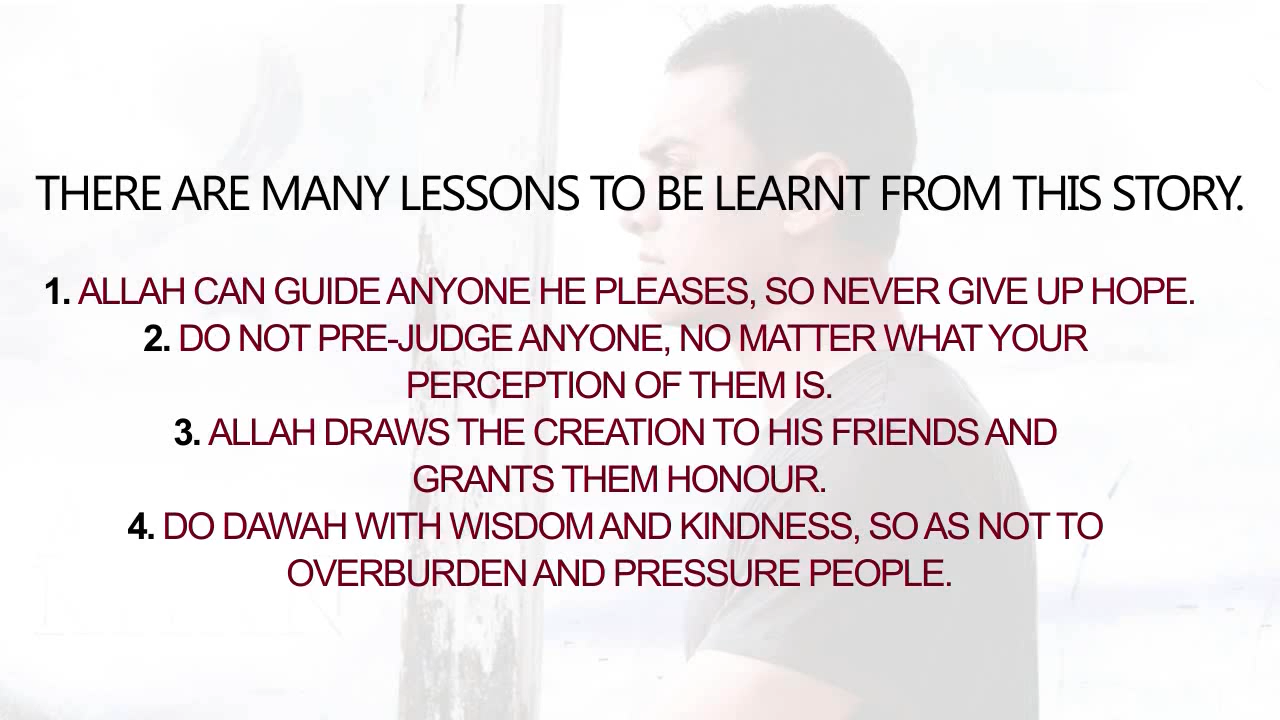 THERE ARE MANY LESSONS TO BE LEARNT FROM THIS STORY.
1. ALLAH CAN GUIDE ANYONE HE PLEASES, SO NEVER GIVE UP HOPE.
2. DO NOT PRE-JUDGE ANYONE, NO MATTER WHAT YOUR
PERCEPTION OF THEM IS.
3. ALLAH DRAWS THE CREATION TO HIS FRIENDS AND
GRANTS THEM HONOUR.
4. DO DAWAH WITH WISDOM AND KINDNESS, SO AS NOT TO
OVERBURDEN AND PRESSURE PEOPLE.